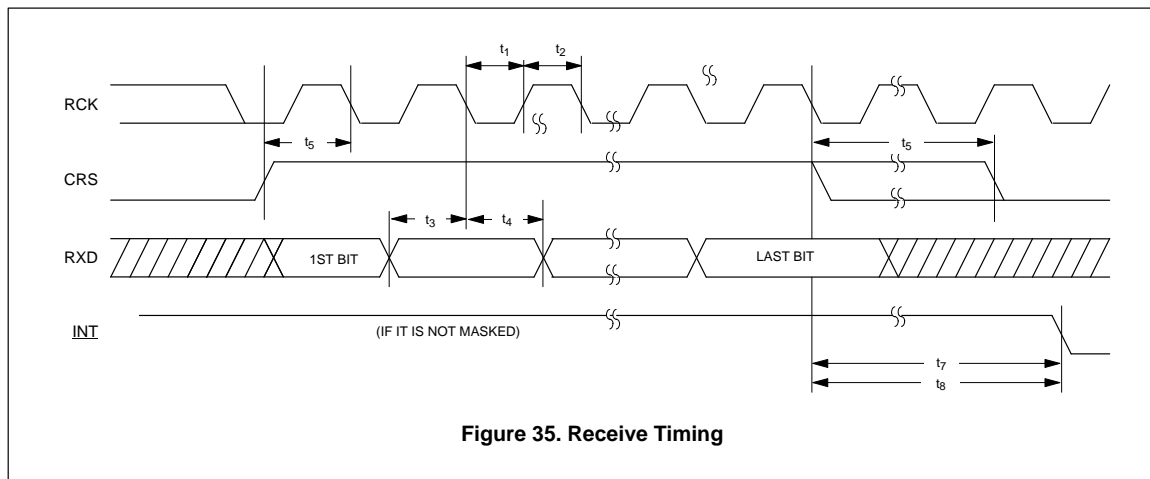 t1 t2
RCK
t5 t5
CRS
t3 t4
RXD 1ST BIT LAST BIT
INT (IF IT IS NOT MASKED)
t7
t8
Figure 35. Receive Timing